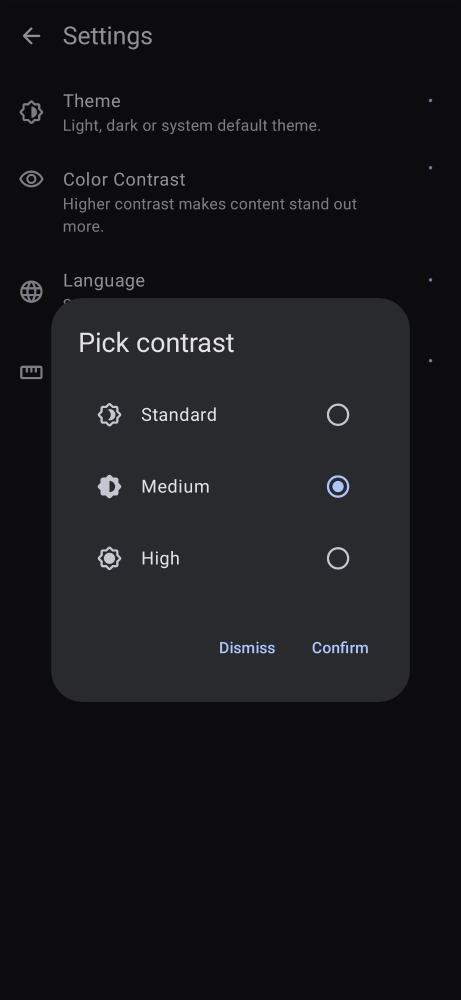 Settings
Theme
Light, dark or system default theme.
Color Contrast
Higher contrast makes content stand out
more.
Language
Pick contrast
Standard
Medium
High
Dismiss
Confirm